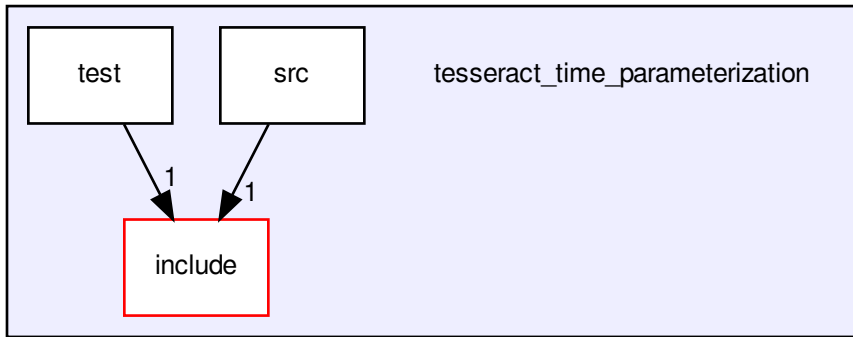 test
src
tesseract_time_parameterization
1
1
include